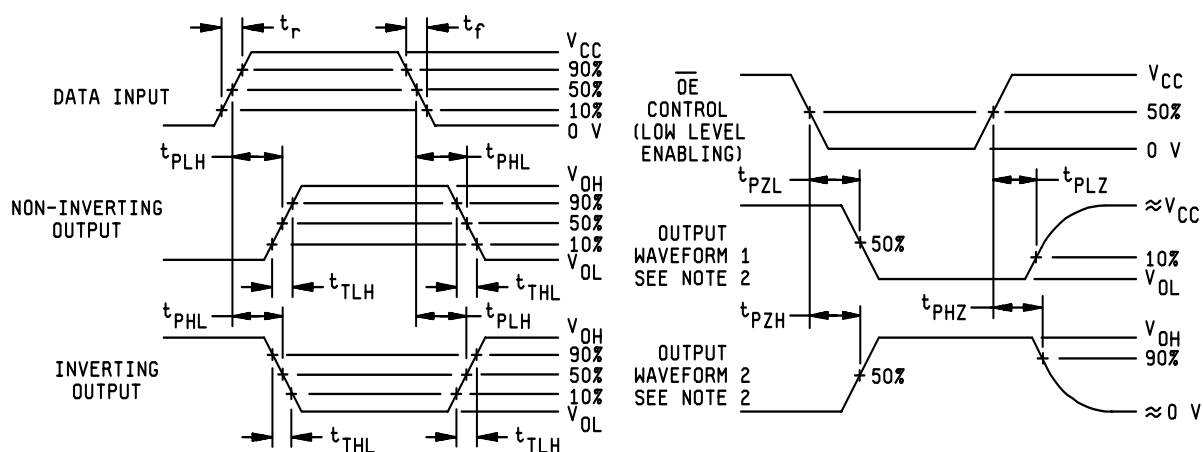 t_r
t_f
V_CC
90%
50%
10%
0 V
DATA INPUT
t_PLH
t_PHL
V_OH
90%
50%
10%
V_OL
NON-INVERTING
OUTPUT
t_TLH
t_THL
t_PHL
t_PLH
V_OH
90%
50%
10%
V_OL
INVERTING
OUTPUT
t_THL
t_TLH
O̅E̅
CONTROL
(LOW LEVEL
ENABLING)
V_CC
50%
0 V
t_PZL
t_PLZ
≈V_CC
OUTPUT
WAVEFORM 1
SEE NOTE 2
50%
10%
V_OL
t_PZH
t_PHZ
V_OH
90%
OUTPUT
WAVEFORM 2
SEE NOTE 2
50%
≈0 V